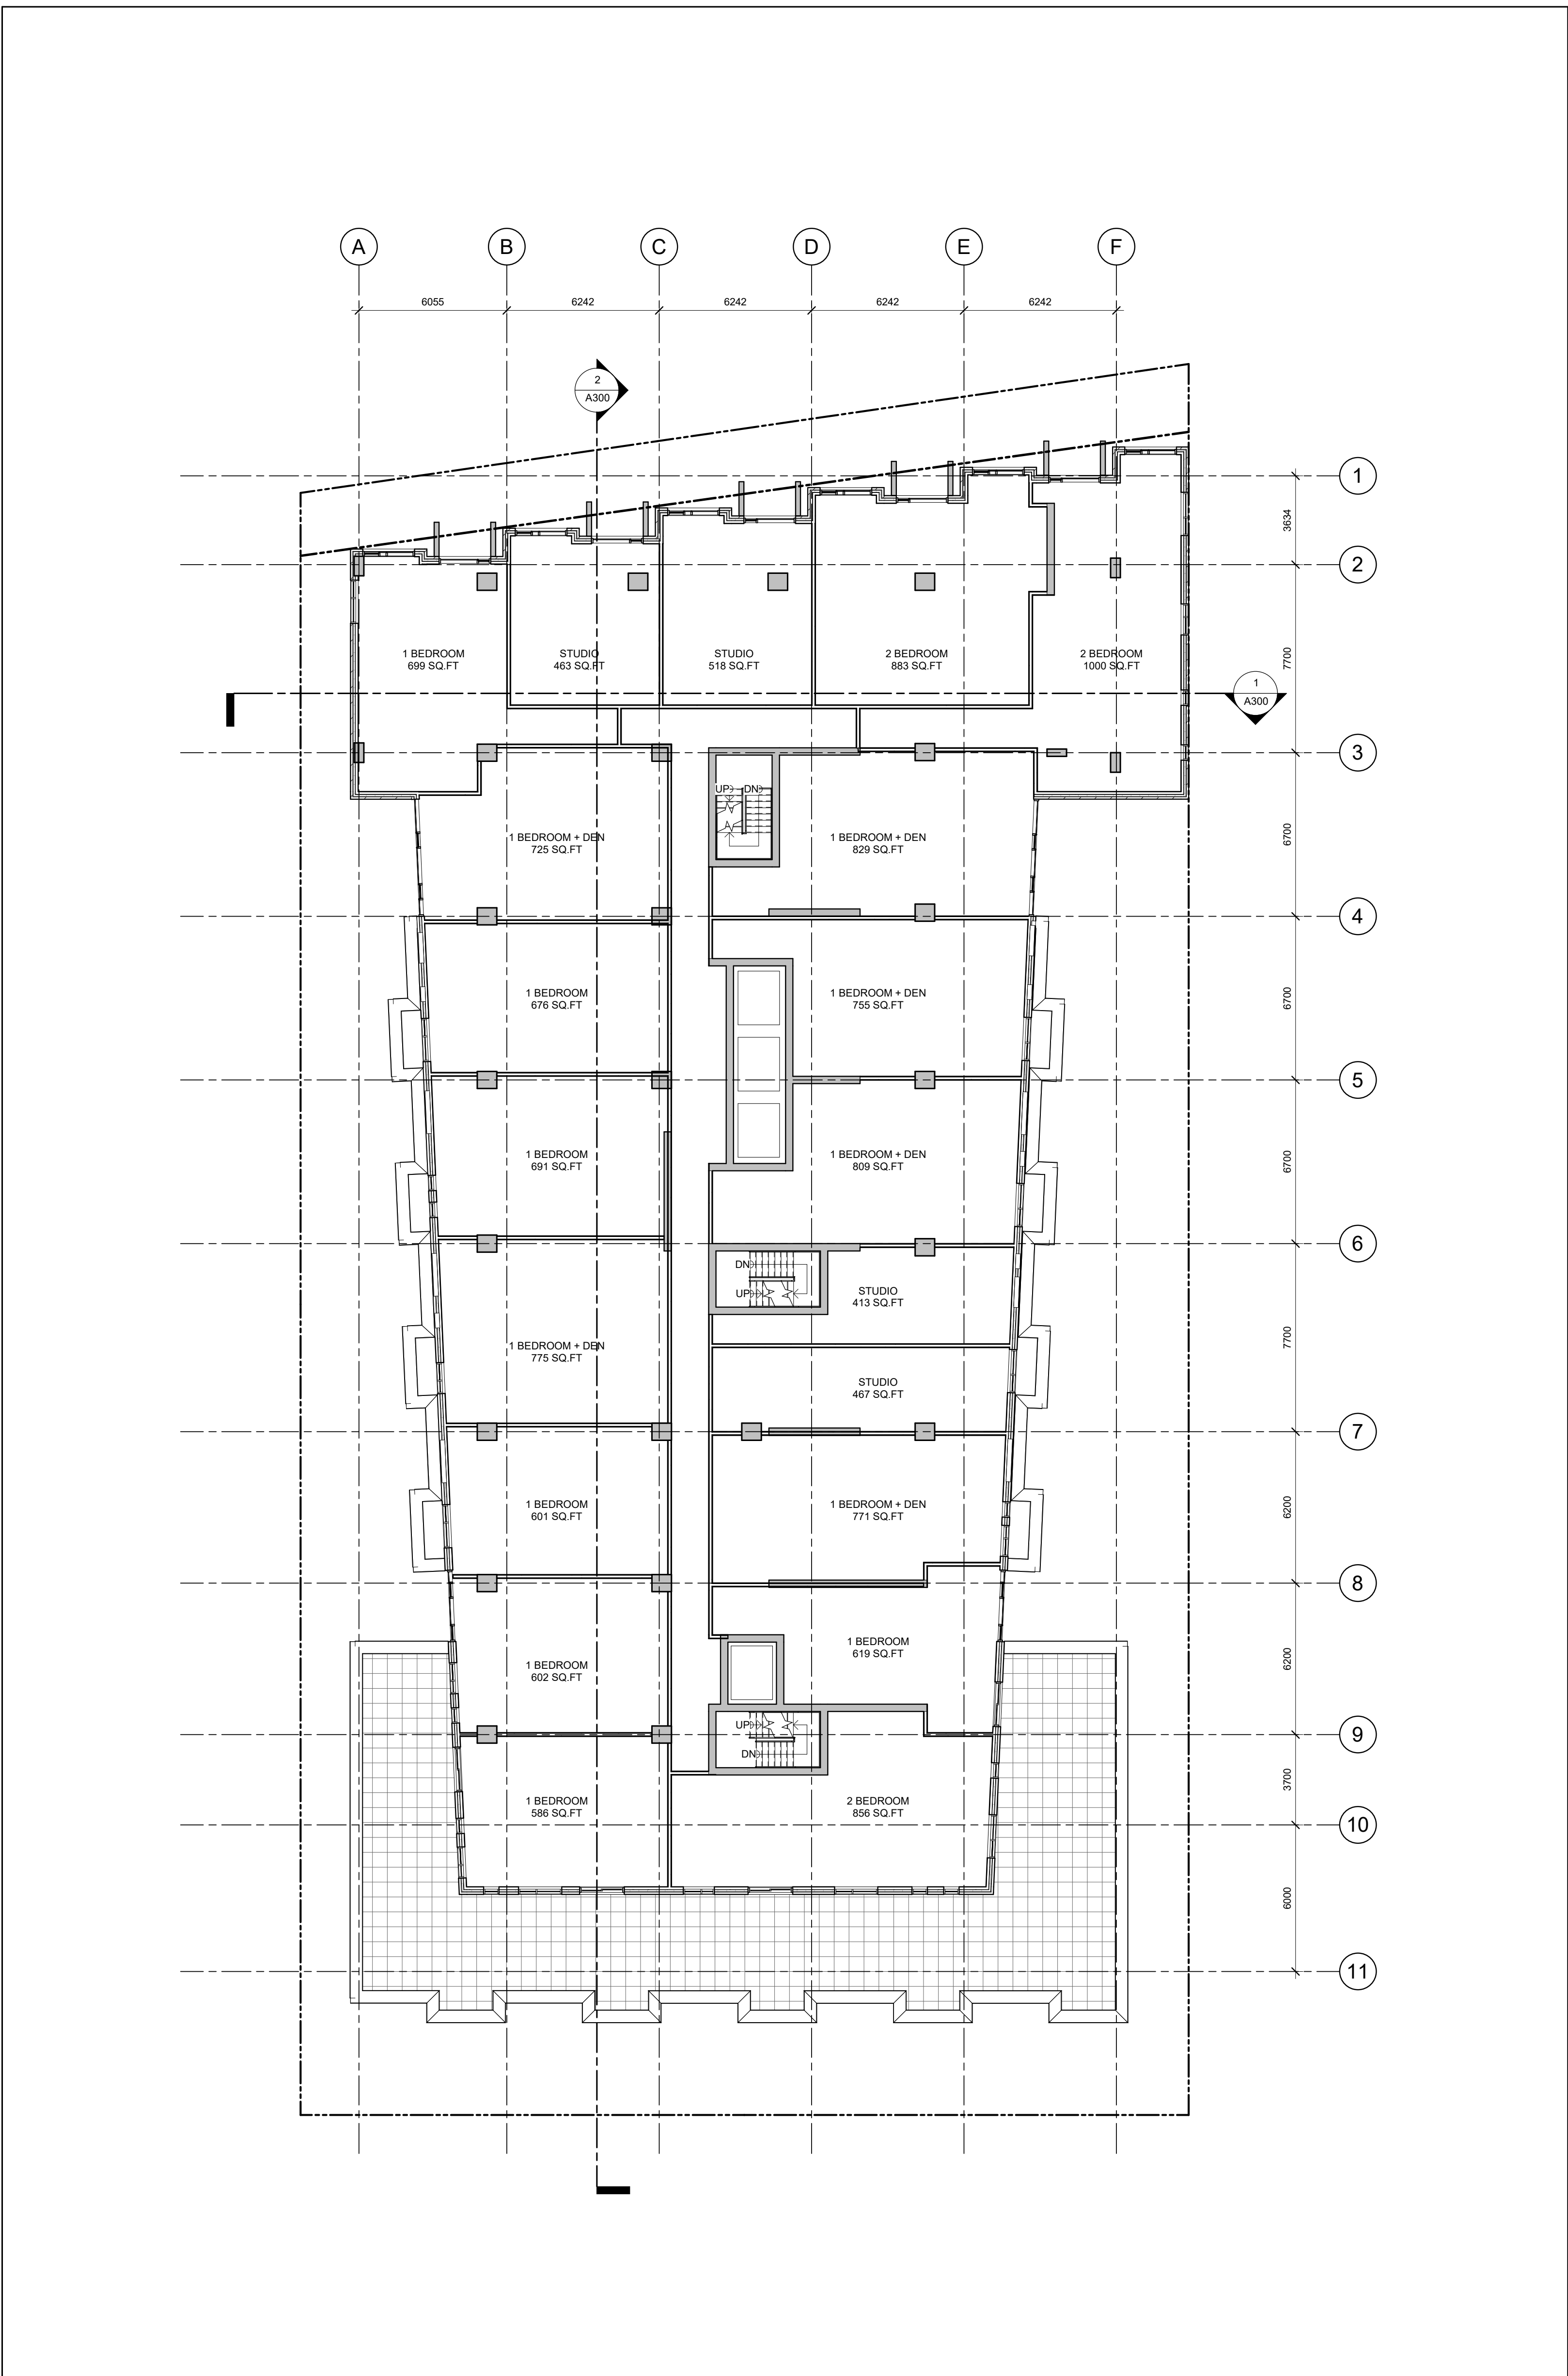 A
B
C
D
E
F
6055
6242
6242
6242
6242
2
A300
1
3634
2
1 BEDROOM
699 SQ.FT
STUDIO
463 SQ.FT
STUDIO
518 SQ.FT
2 BEDROOM
883 SQ.FT
2 BEDROOM
1000 SQ.FT
7700
1
A300
3
UP
DN
1 BEDROOM + DEN
725 SQ.FT
1 BEDROOM + DEN
829 SQ.FT
6700
4
1 BEDROOM
676 SQ.FT
1 BEDROOM + DEN
755 SQ.FT
6700
5
1 BEDROOM
691 SQ.FT
1 BEDROOM + DEN
809 SQ.FT
6700
6
DN
UP
STUDIO
413 SQ.FT
1 BEDROOM + DEN
775 SQ.FT
7700
STUDIO
467 SQ.FT
7
1 BEDROOM
601 SQ.FT
1 BEDROOM + DEN
771 SQ.FT
6200
8
1 BEDROOM
602 SQ.FT
1 BEDROOM
619 SQ.FT
6200
UP
DN
9
1 BEDROOM
586 SQ.FT
2 BEDROOM
856 SQ.FT
3700
10
6000
11